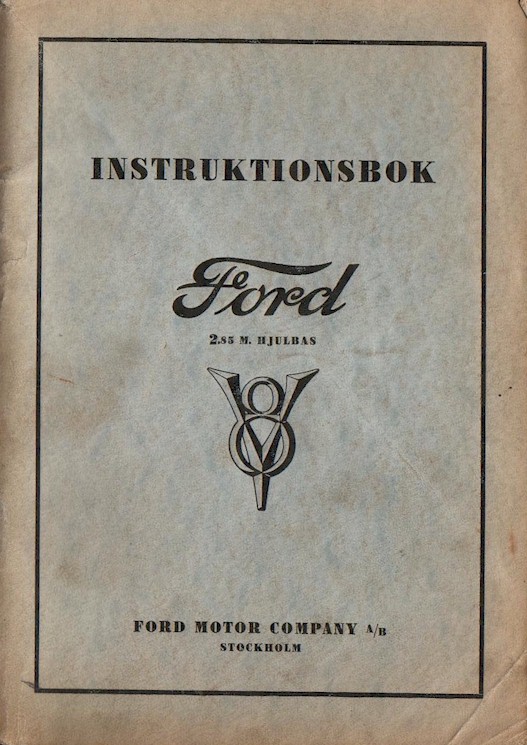 INSTRUKTIONSBOK
Ford
2.85 M. HJULBAS
V8
FORD MOTOR COMPANY A/B
STOCKHOLM